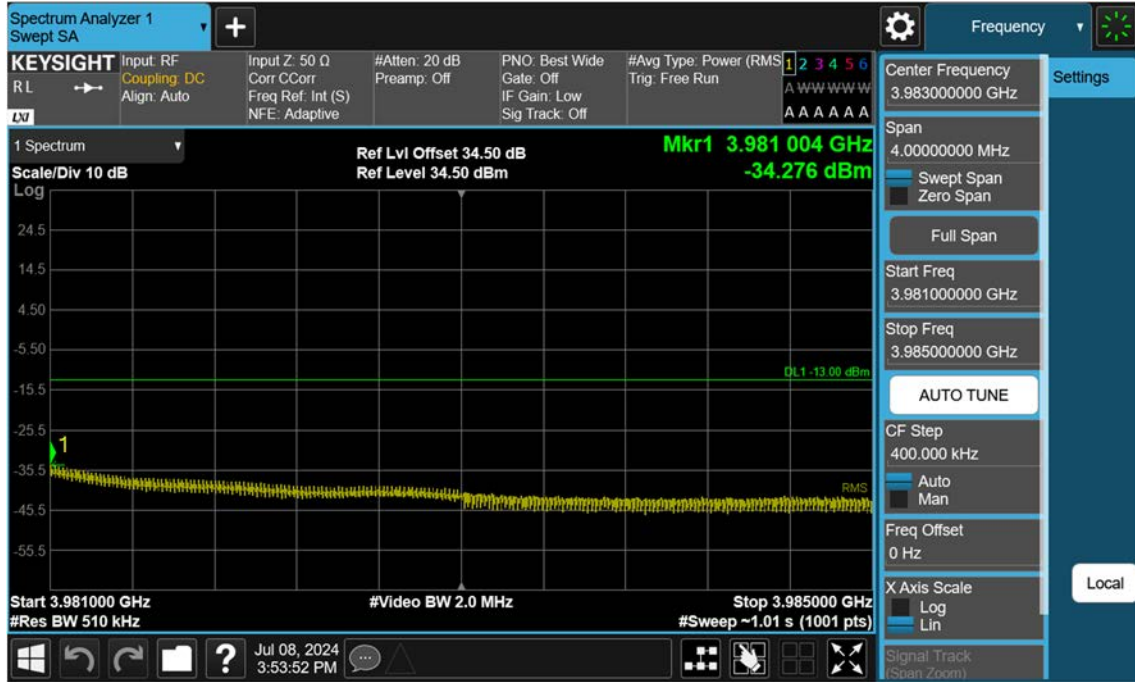 Spectrum Analyzer 1
Swept SA
Frequency
KEYSIGHT
R L
LXI
Input: RF
Coupling: DC
Align: Auto
Input Z: 50 Ω
Corr CCorr
Freq Ref: Int (S)
NFE: Adaptive
#Atten: 20 dB
Preamp: Off
PNO: Best Wide
Gate: Off
IF Gain: Low
Sig Track: Off
#Avg Type: Power (RMS
Trig: Free Run
1 2 3 4 5 6
A W W W W W
A A A A A A
1 Spectrum
Scale/Div 10 dB
Log
Ref Lvl Offset 34.50 dB
Ref Level 34.50 dBm
Mkr1 3.981 004 GHz
-34.276 dBm
24.5
14.5
4.50
-5.50
-15.5
-25.5
-35.5
-45.5
-55.5
DL1 -13.00 dBm
1
RMS
Start 3.981000 GHz
#Res BW 510 kHz
#Video BW 2.0 MHz
Stop 3.985000 GHz
#Sweep ~1.01 s (1001 pts)
?
Jul 08, 2024
3:53:52 PM
Center Frequency
3.983000000 GHz
Span
4.00000000 MHz
Swept Span
Zero Span
Full Span
Start Freq
3.981000000 GHz
Stop Freq
3.985000000 GHz
AUTO TUNE
CF Step
400.000 kHz
Auto
Man
Freq Offset
0 Hz
X Axis Scale
Log
Lin
Signal Track
(Span Zoom)
Settings
Local